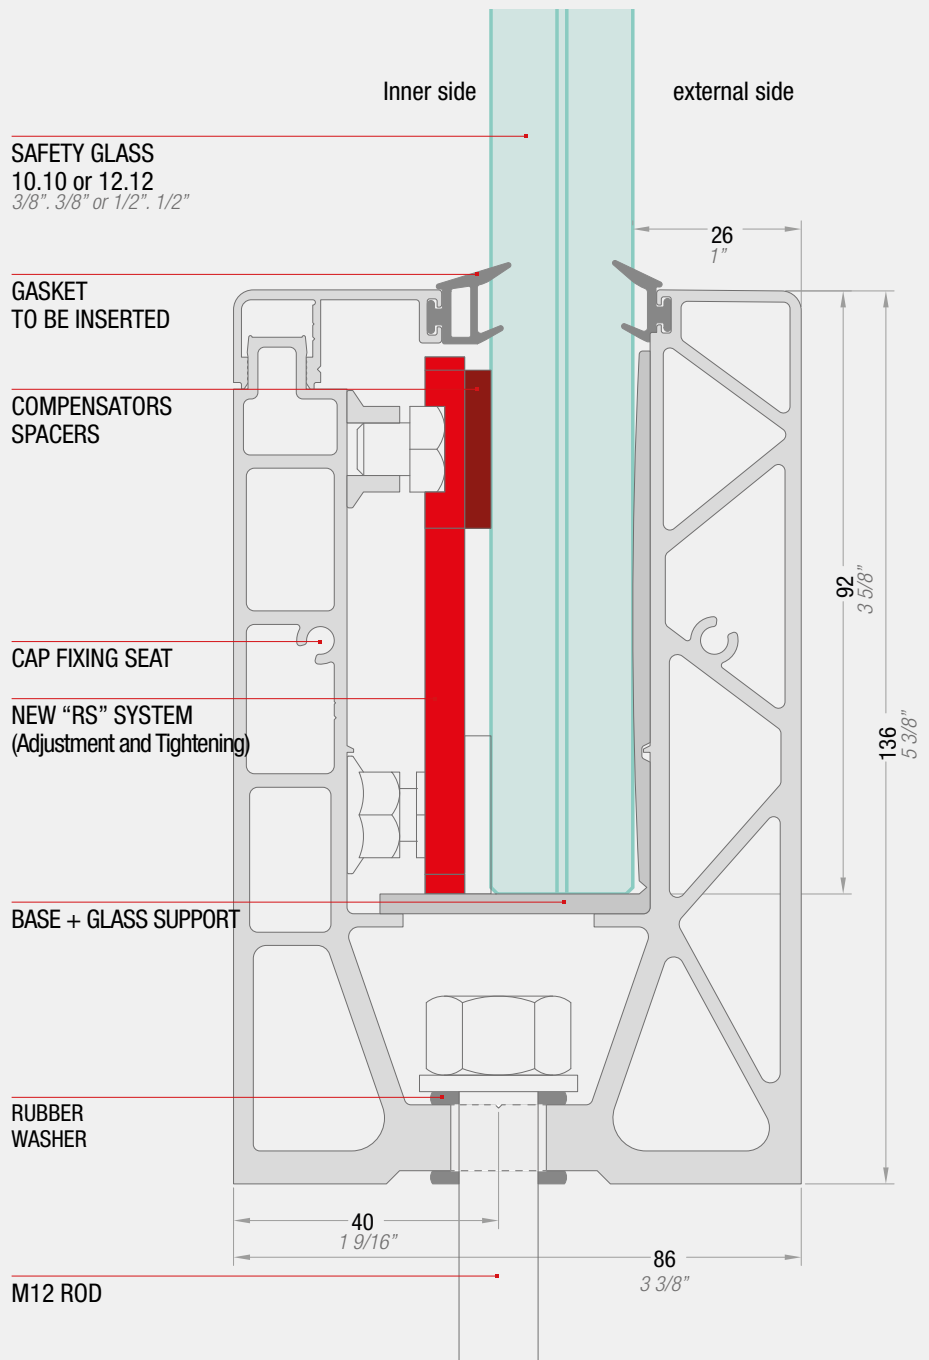 Inner side
external side
SAFETY GLASS
10.10 or 12.12
3/8”. 3/8” or 1/2”. 1/2”
26
1”
GASKET
TO BE INSERTED
COMPENSATORS
SPACERS
92
3 5/8”
CAP FIXING SEAT
NEW “RS” SYSTEM
(Adjustment and Tightening)
136
5 3/8”
BASE + GLASS SUPPORT
RUBBER
WASHER
40
1 9/16”
86
3 3/8”
M12 ROD